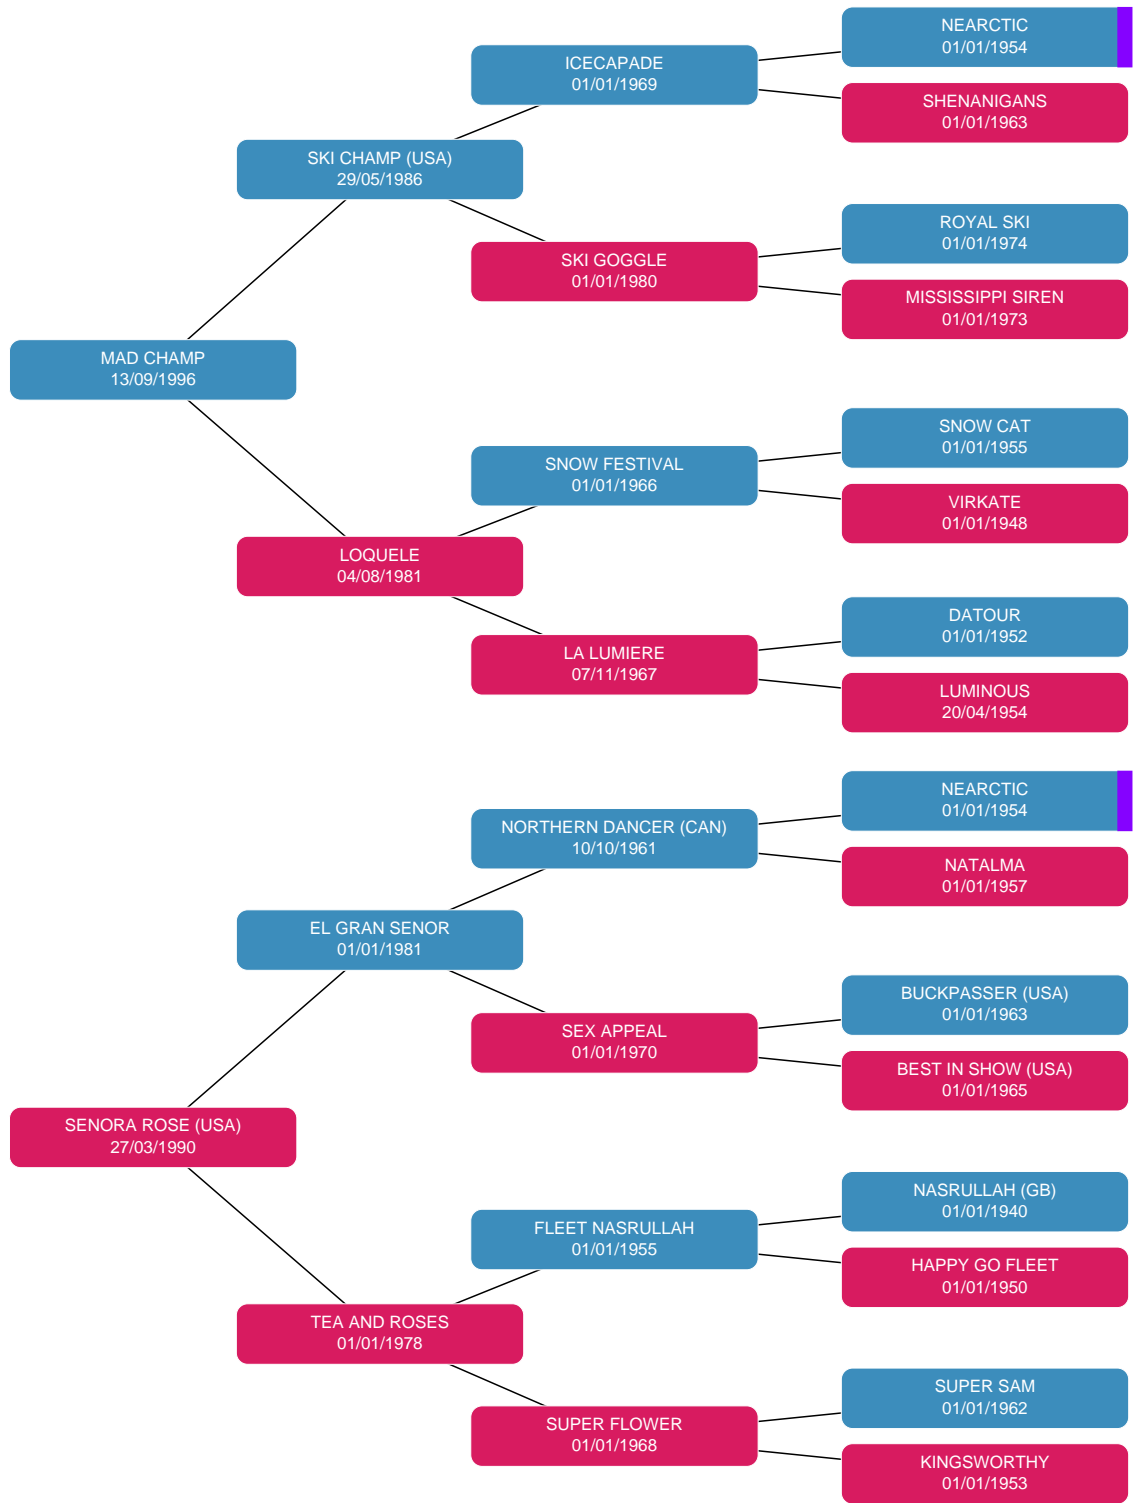 NEARCTIC
01/01/1954
ICECAPADE
01/01/1969
SHENANIGANS
01/01/1963
SKI CHAMP (USA)
29/05/1986
ROYAL SKI
01/01/1974
SKI GOGGLE
01/01/1980
MISSISSIPPI SIREN
01/01/1973
MAD CHAMP
13/09/1996
SNOW CAT
01/01/1955
SNOW FESTIVAL
01/01/1966
VIRKATE
01/01/1948
LOQUELE
04/08/1981
DATOUR
01/01/1952
LA LUMIERE
07/11/1967
LUMINOUS
20/04/1954
NEARCTIC
01/01/1954
NORTHERN DANCER (CAN)
10/10/1961
NATALMA
01/01/1957
EL GRAN SENOR
01/01/1981
BUCKPASSER (USA)
01/01/1963
SEX APPEAL
01/01/1970
BEST IN SHOW (USA)
01/01/1965
SENORA ROSE (USA)
27/03/1990
NASRULLAH (GB)
01/01/1940
FLEET NASRULLAH
01/01/1955
HAPPY GO FLEET
01/01/1950
TEA AND ROSES
01/01/1978
SUPER SAM
01/01/1962
SUPER FLOWER
01/01/1968
KINGSWORTHY
01/01/1953